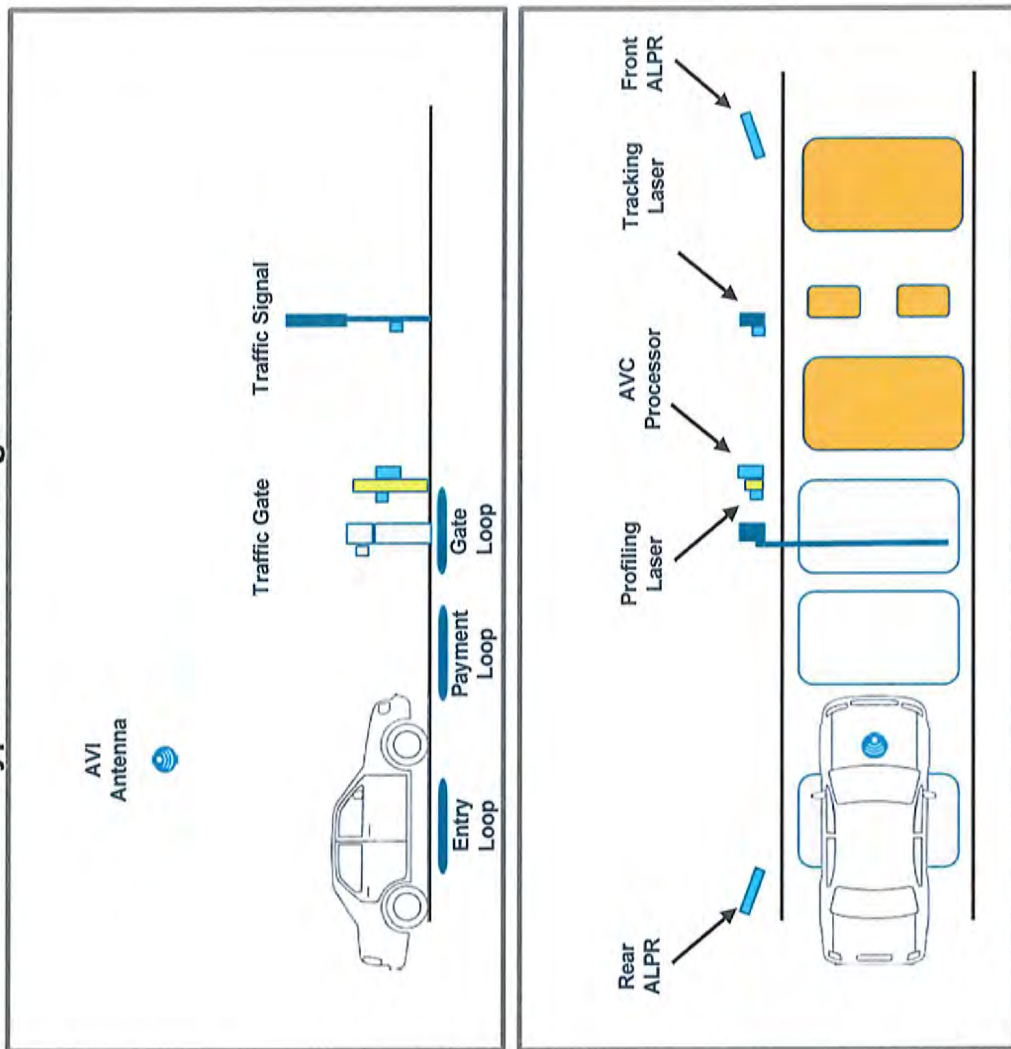 AVI
Antenna
Traffic Gate
Traffic Signal
Entry
Loop
Payment
Loop
Gate
Loop
Rear
ALPR
Profiling
Laser
AVC
Processor
Tracking
Laser
Front
ALPR